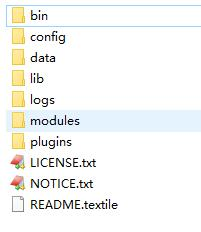 bin
config
data
lib
logs
modules
plugins
LICENSE.txt
NOTICE.txt
README.textile